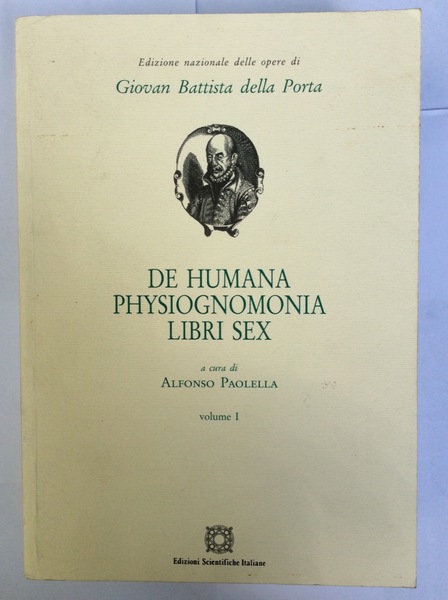 Edizione nazionale delle opere di
Giovan Battista della Porta
DE HUMANA
PHYSIOGNOMONIA
LIBRI SEX
a cura di
ALFONSO PAOLELLA
volume I
Edizioni Scientifiche Italiane